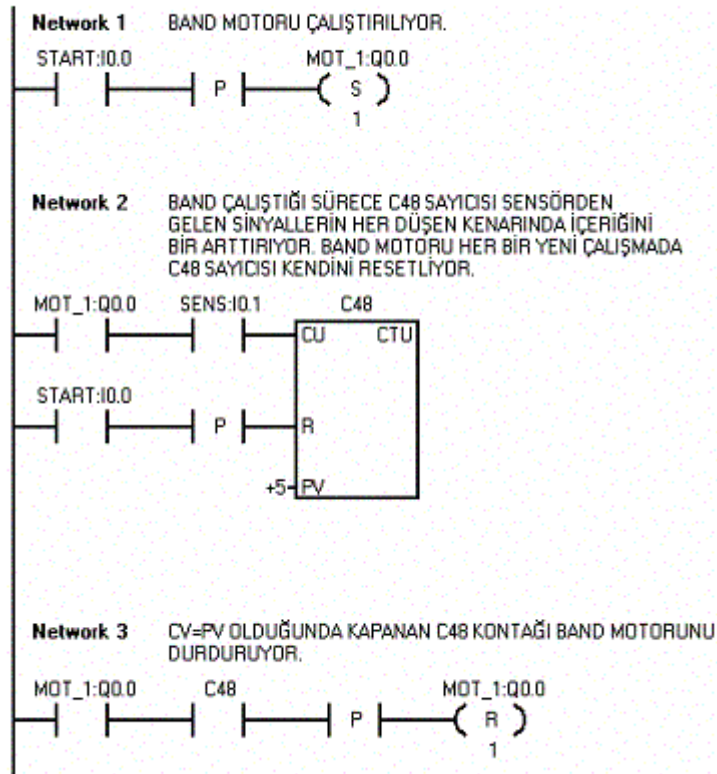 Network 1 BAND MOTORU ÇALIŞTIRILIYOR.
START:I0.0 MOT_1:Q0.0
P S
1
Network 2 BAND ÇALIŞTIĞI SÜRECE C48 SAYICISI SENSÖRDEN
GELEN SİNYALLERİN HER DÜŞEN KENARINDA İÇERİĞİNİ
BİR ARTTIRIYOR. BAND MOTORU HER BİR YENİ ÇALIŞMADA
C48 SAYICISI KENDİNİ RESETLİYOR.
MOT_1:Q0.0 SENS:I0.1 C48
CU CTU
START:I0.0
P R
+5 PV
Network 3 CV=PV OLDUĞUNDA KAPANAN C48 KONTAĞI BAND MOTORUNU
DURDURUYOR.
MOT_1:Q0.0 C48 MOT_1:Q0.0
P R
1